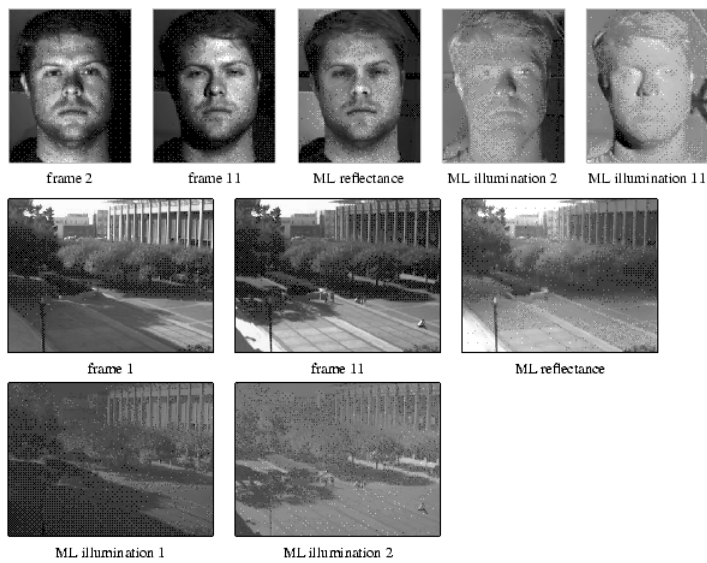 frame 2
frame 11
ML reflectance
ML illumination 2
ML illumination 11
frame 1
frame 11
ML reflectance
ML illumination 1
ML illumination 2